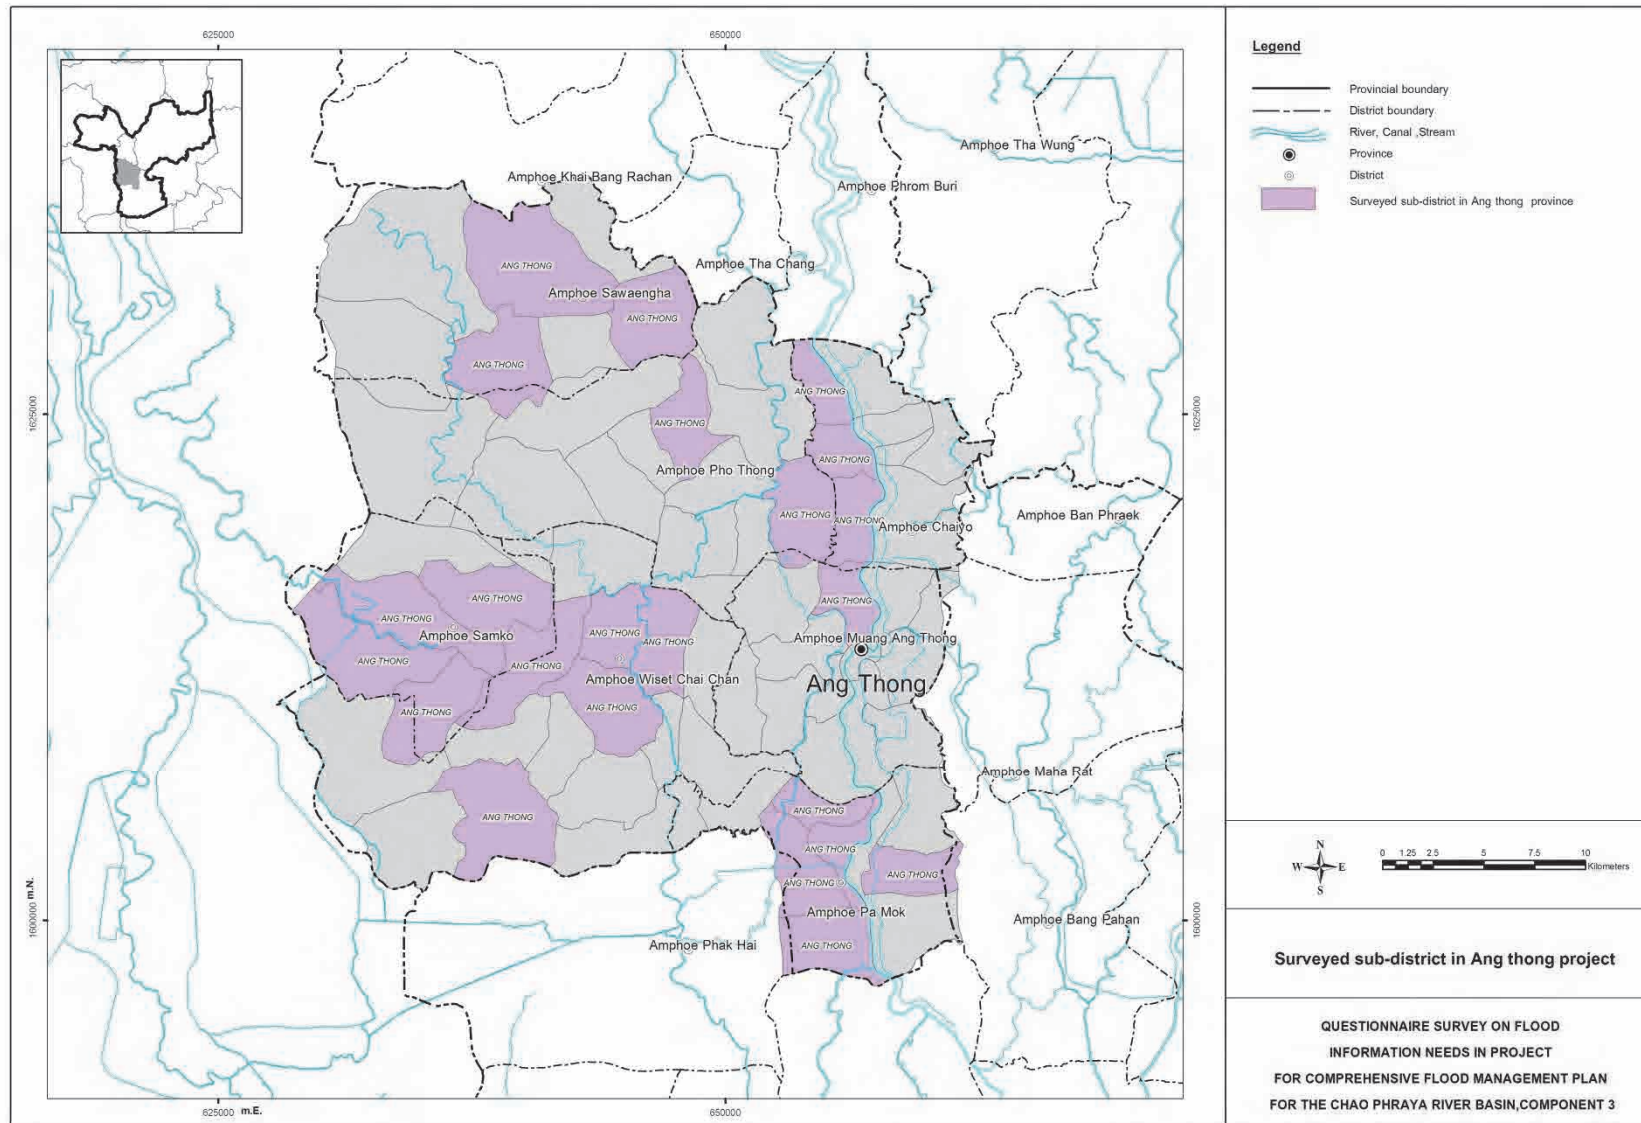 625000
650000
Amphoe Tha Wung
Amphoe Khai Bang Rachan
Amphoe Phrom Buri
Amphoe Tha Chang
ANG THONG
Amphoe Sawaengha
ANG THONG
ANG THONG
ANG THONG
1625000
1625000
ANG THONG
ANG THONG
Amphoe Pho Thong
ANG THONG
ANG THONG
Amphoe Chaiyo
Amphoe Ban Phraek
ANG THONG
ANG THONG
ANG THONG
Amphoe Samko
ANG THONG
ANG THONG
Amphoe Muang Ang Thong
ANG THONG
ANG THONG
Amphoe Wiset Chai Chan
Ang Thong
ANG THONG
ANG THONG
Amphoe Maha Rat
ANG THONG
ANG THONG
ANG THONG
ANG THONG
ANG THONG
Amphoe Pa Mok
Amphoe Bang Pahan
Amphoe Phak Hai
ANG THONG
1600000 m.N.
1600000
625000 m.E.
650000
Legend
Provincial boundary
District boundary
River, Canal ,Stream
Province
District
Surveyed sub-district in Ang thong province
N
W E
S
0 1.25 2.5 5 7.5 10
Kilometers
Surveyed sub-district in Ang thong project
QUESTIONNAIRE SURVEY ON FLOOD
INFORMATION NEEDS IN PROJECT
FOR COMPREHENSIVE FLOOD MANAGEMENT PLAN
FOR THE CHAO PHRAYA RIVER BASIN,COMPONENT 3